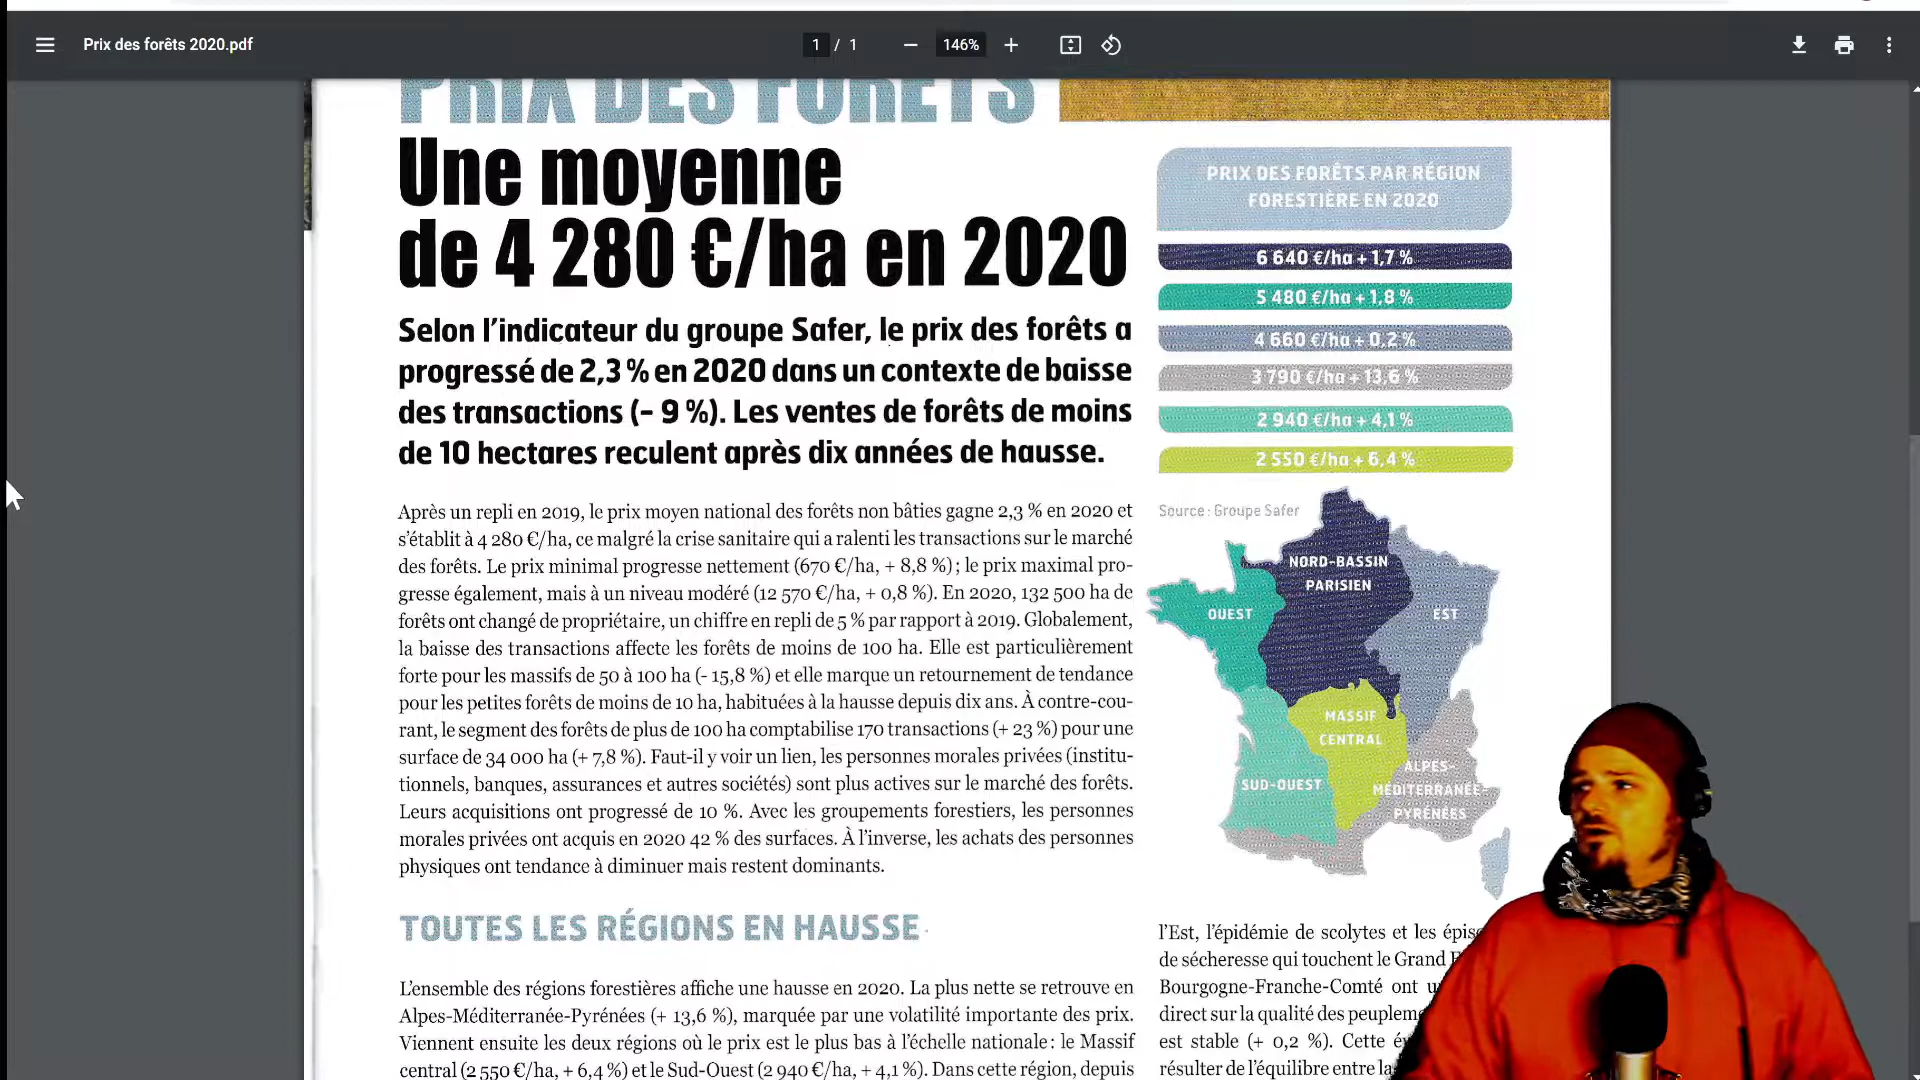 Prix des forêts 2020.pdf
1 / 1
146%
PRIX DES FORÊTS
Une moyenne
de 4 280 €/ha en 2020
Selon l'indicateur du groupe Safer, le prix des forêts a
progressé de 2,3 % en 2020 dans un contexte de baisse
des transactions (- 9 %). Les ventes de forêts de moins
de 10 hectares reculent après dix années de hausse.
Après un repli en 2019, le prix moyen national des forêts non bâties gagne 2,3 % en 2020 et
s'établit à 4 280 €/ha, ce malgré la crise sanitaire qui a ralenti les transactions sur le marché
des forêts. Le prix minimal progresse nettement (670 €/ha, + 8,8 %) ; le prix maximal pro-
gresse également, mais à un niveau modéré (12 570 €/ha, + 0,8 %). En 2020, 132 500 ha de
forêts ont changé de propriétaire, un chiffre en repli de 5 % par rapport à 2019. Globalement,
la baisse des transactions affecte les forêts de moins de 100 ha. Elle est particulièrement
forte pour les massifs de 50 à 100 ha (- 15,8 %) et elle marque un retournement de tendance
pour les petites forêts de moins de 10 ha, habituées à la hausse depuis dix ans. À contre-cou-
rant, le segment des forêts de plus de 100 ha comptabilise 170 transactions (+ 23 %) pour une
surface de 34 000 ha (+ 7,8 %). Faut-il y voir un lien, les personnes morales privées (institu-
tionnels, banques, assurances et autres sociétés) sont plus actives sur le marché des forêts.
Leurs acquisitions ont progressé de 10 %. Avec les groupements forestiers, les personnes
morales privées ont acquis en 2020 42 % des surfaces. À l'inverse, les achats des personnes
physiques ont tendance à diminuer mais restent dominants.
TOUTES LES RÉGIONS EN HAUSSE
L'ensemble des régions forestières affiche une hausse en 2020. La plus nette se retrouve en
Alpes-Méditerranée-Pyrénées (+ 13,6 %), marquée par une volatilité importante des prix.
Viennent ensuite les deux régions où le prix est le plus bas à l'échelle nationale : le Massif
central (2 550 €/ha, + 6,4 %) et le Sud-Ouest (2 940 €/ha, + 4,1 %). Dans cette région, depuis
PRIX DES FORÊTS PAR RÉGION
FORESTIÈRE EN 2020
6 640 €/ha + 1,7 %
5 480 €/ha + 1,8 %
4 660 €/ha + 0,2 %
3 790 €/ha + 13,6 %
2 940 €/ha + 4,1 %
2 550 €/ha + 6,4 %
Source : Groupe Safer
NORD-BASSIN
PARISIEN
OUEST
EST
MASSIF
CENTRAL
SUD-OUEST
ALPES-
MÉDITERRANÉE-
PYRÉNÉES
l'Est, l'épidémie de scolytes et les
de sécheresse qui touchent le Grand
Bourgogne-Franche-Comté ont
direct sur la qualité des
est stable (+ 0,2 %). Cette
résulter de l'équilibre entre la